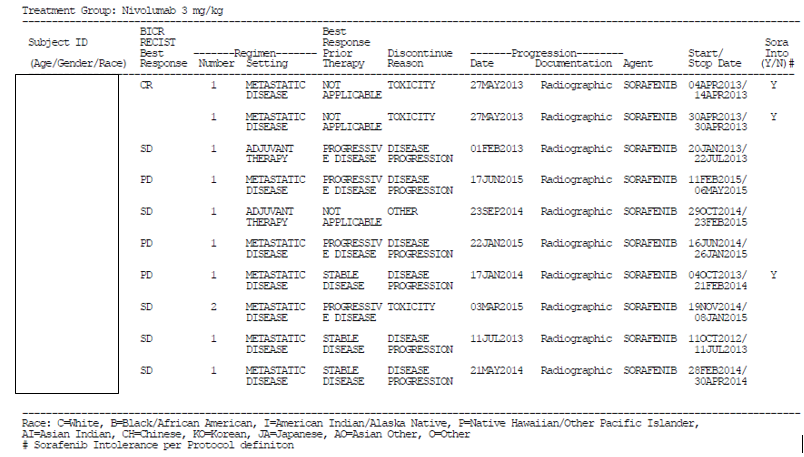 Treatment Group: Nivolumab 3 mg/kg
BICR Best
RECIST Response
Subject ID Best -------Regimen------- Prior Discontinue -------Progression-------- Start/ Sora Into
(Age/Gender/Race) Response Number Setting Therapy Reason Date Documentation Agent Stop Date (Y/N)#
CR 1 METASTATIC NOT TOXICITY 27MAY2013 Radiographic SORAFENIB 04APR2013/ Y
DISEASE APPLICABLE 14APR2013
1 METASTATIC NOT TOXICITY 27MAY2013 Radiographic SORAFENIB 30APR2013/ Y
DISEASE APPLICABLE 30APR2013
SD 1 ADJUVANT PROGRESSIV DISEASE 01FEB2013 Radiographic SORAFENIB 20JAN2013/
THERAPY E DISEASE PROGRESSION 22JUL2013
PD 1 METASTATIC PROGRESSIV DISEASE 17JUN2015 Radiographic SORAFENIB 11FEB2015/
DISEASE E DISEASE PROGRESSION 06MAY2015
SD 1 ADJUVANT NOT OTHER 23SEP2014 Radiographic SORAFENIB 29OCT2014/
THERAPY APPLICABLE 23FEB2015
PD 1 METASTATIC PROGRESSIV DISEASE 22JAN2015 Radiographic SORAFENIB 16JUN2014/
DISEASE E DISEASE PROGRESSION 26JAN2015
PD 1 METASTATIC STABLE DISEASE 17JAN2014 Radiographic SORAFENIB 04OCT2013/ Y
DISEASE DISEASE PROGRESSION 21FEB2014
SD 2 METASTATIC PROGRESSIV TOXICITY 03MAR2015 Radiographic SORAFENIB 19NOV2014/
DISEASE E DISEASE 08JAN2015
SD 1 METASTATIC STABLE DISEASE 11JUL2013 Radiographic SORAFENIB 11OCT2012/
DISEASE DISEASE PROGRESSION 11JUL2013
SD 1 METASTATIC STABLE DISEASE 21MAY2014 Radiographic SORAFENIB 28FEB2014/
DISEASE DISEASE PROGRESSION 30APR2014
Race: C=White, B=Black/African American, I=American Indian/Alaska Native, P=Native Hawaiian/Other Pacific Islander,
AI=Asian Indian, CH=Chinese, KO=Korean, JA=Japanese, AO=Asian Other, O=Other
# Sorafenib Intolerance per Protocol definiton